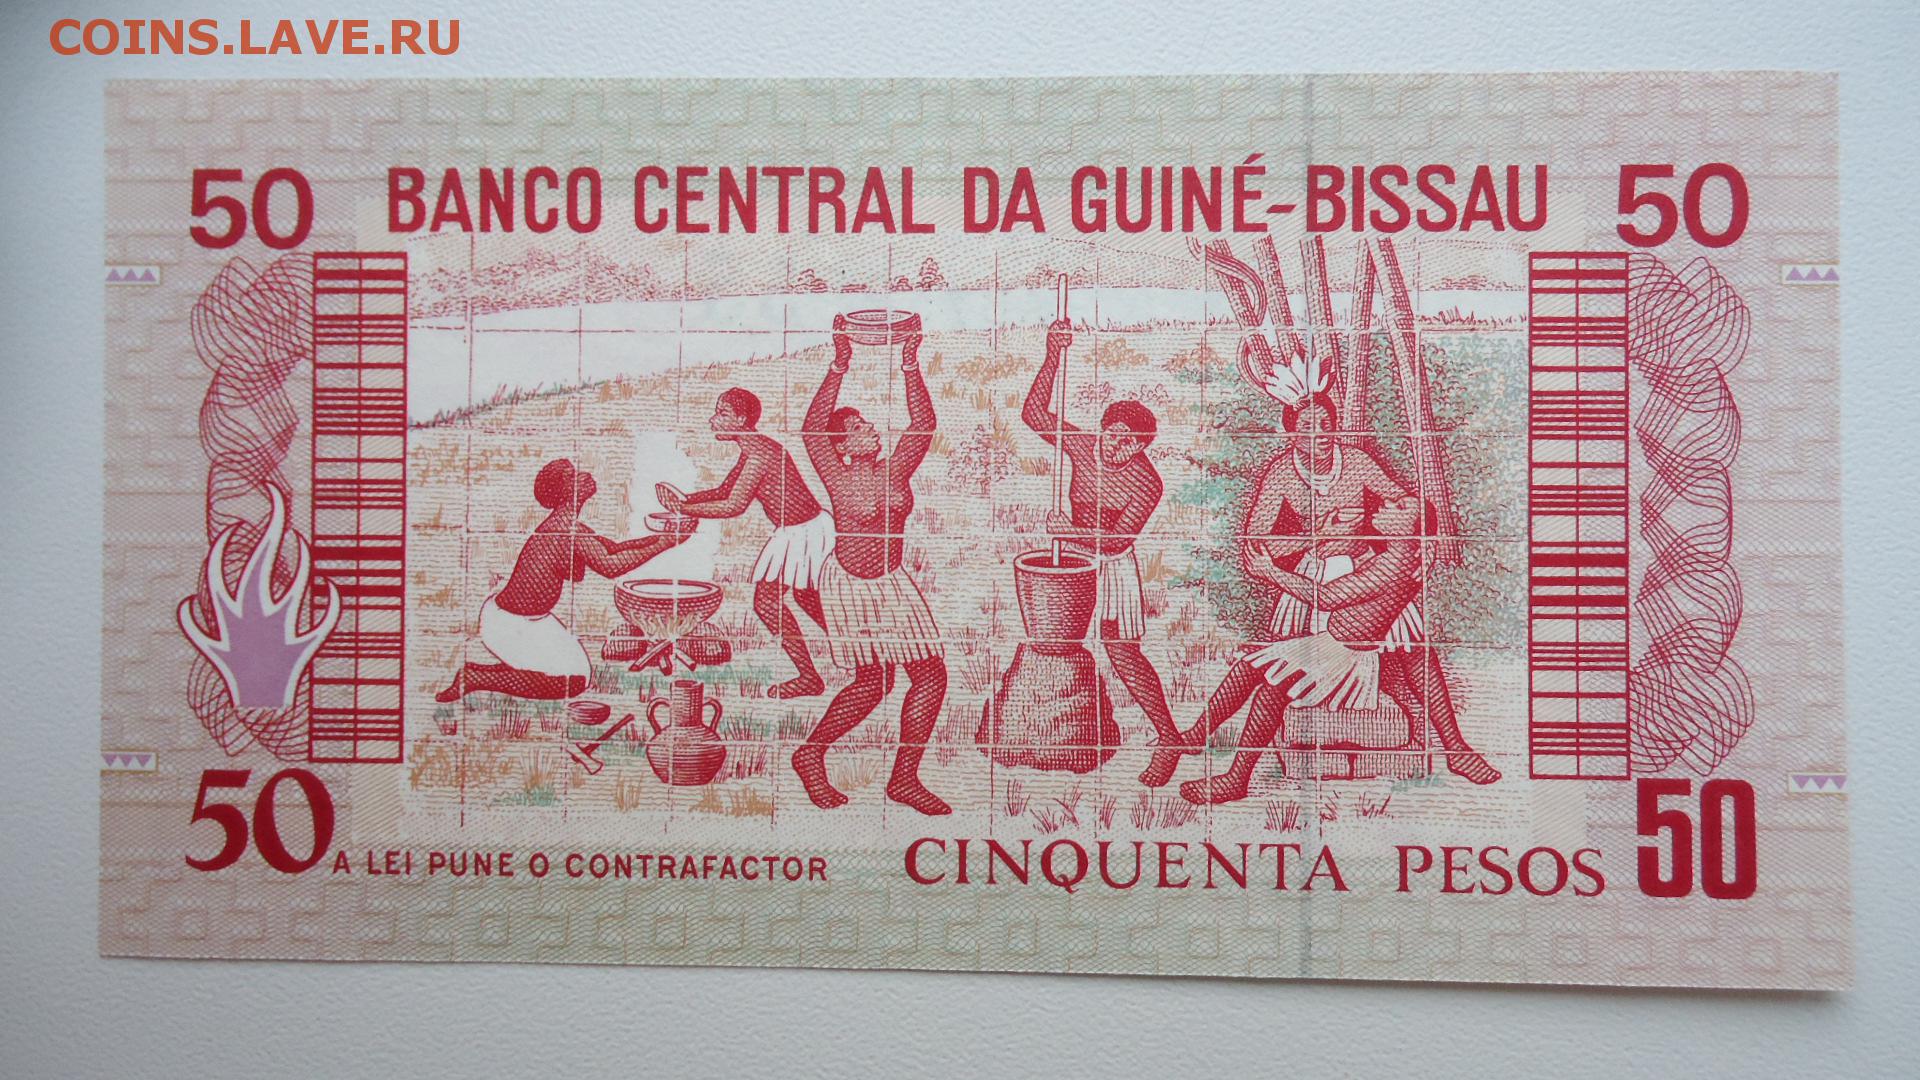 COINS.LAVE.RU
50 BANCO CENTRAL DA GUINÉ-BISSAU 50
50 A LEI PUNE O CONTRAFACTOR CINQUENTA PESOS 50